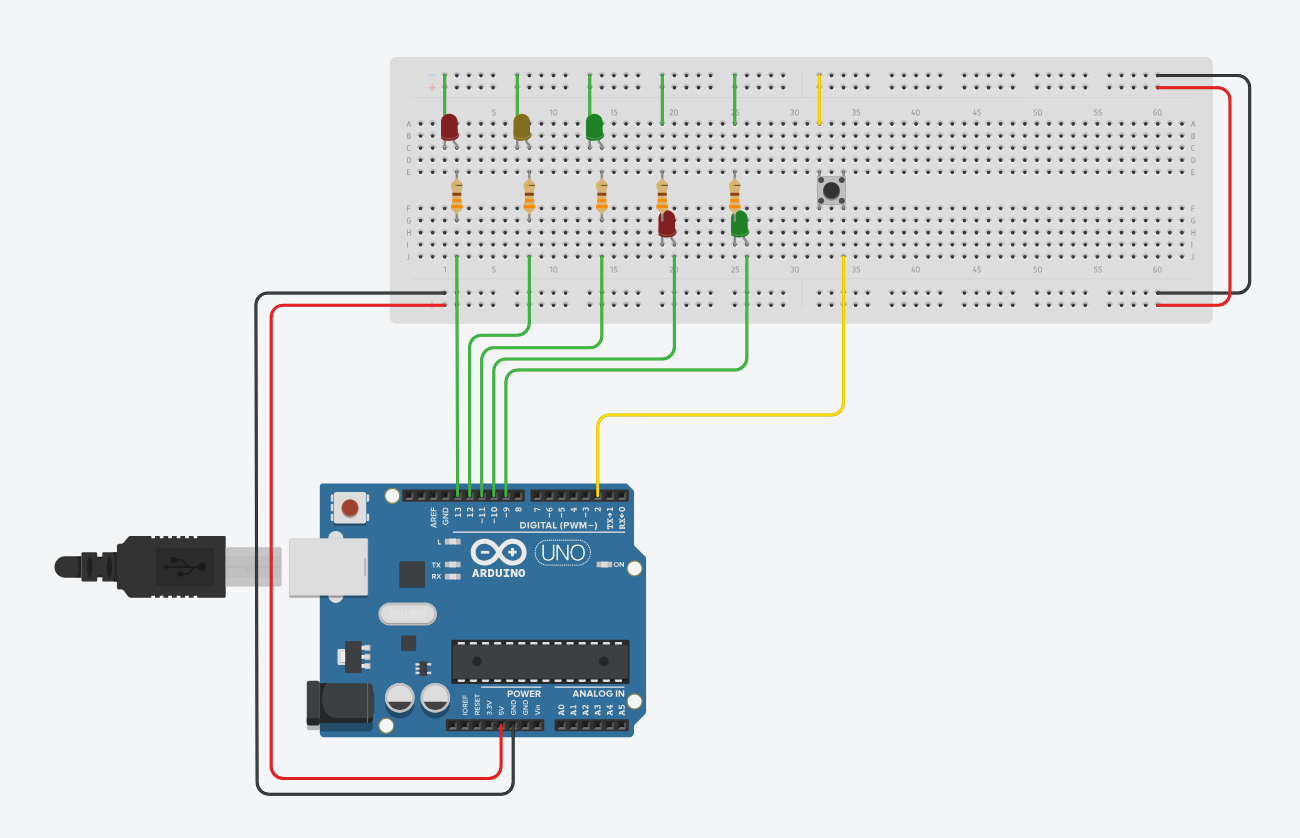 - -
+ +
5 10 15 20 25 30 35 40 45 50 55 60
A A
B B
C C
D D
E E
F F
G G
H H
I I
J J
1 5 10 15 20 25 30 35 40 45 50 55 60
AREF
GND
13
12
~11
~10
~9
8
7
~6
~5
4
~3
2
TX→1
RX←0
DIGITAL (PWM~)
L
TX
RX
ARDUINO
UNO
ON
POWER
ANALOG IN
IOREF
RESET
3.3V
5V
GND
GND
Vin
A0
A1
A2
A3
A4
A5